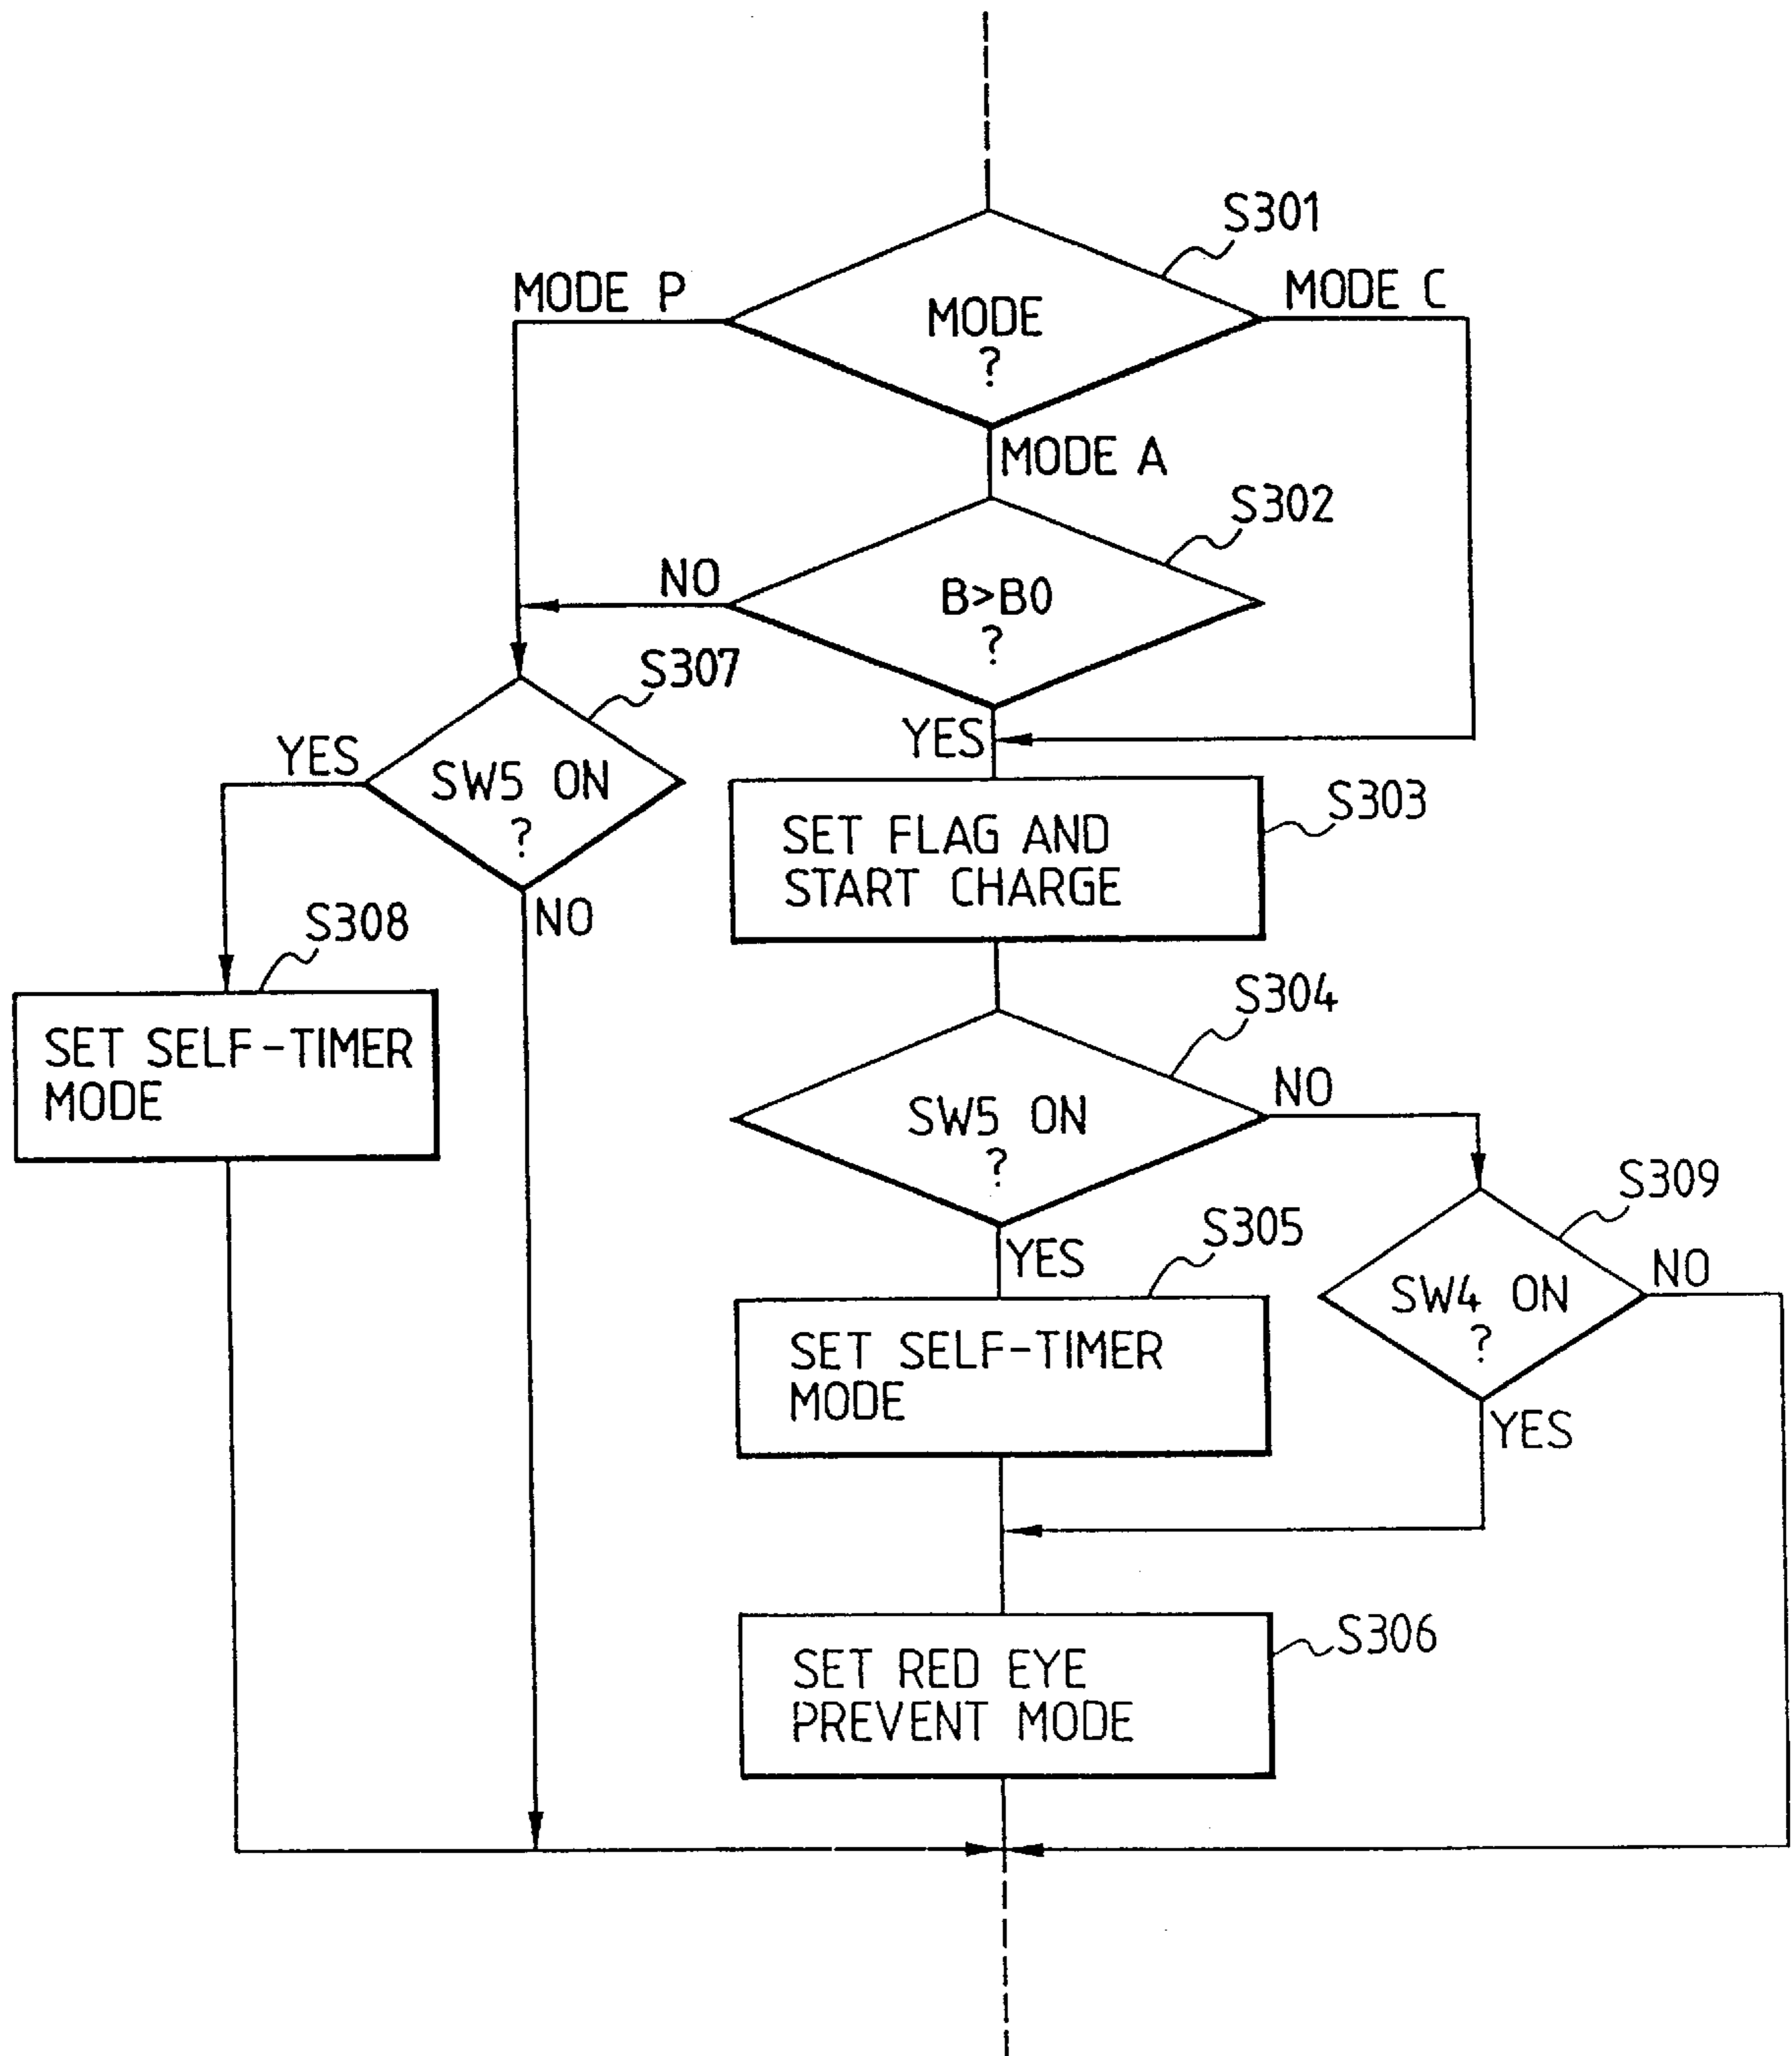 S301
MODE P
MODE C
MODE
?
MODE A
S302
NO
B>B0
?
S307
YES
YES
SW5 ON
?
S303
SET FLAG AND
START CHARGE
NO
S308
S304
SET SELF-TIMER
MODE
NO
SW5 ON
?
S309
YES
S305
NO
SW4 ON
?
SET SELF-TIMER
MODE
YES
S306
SET RED EYE
PREVENT MODE